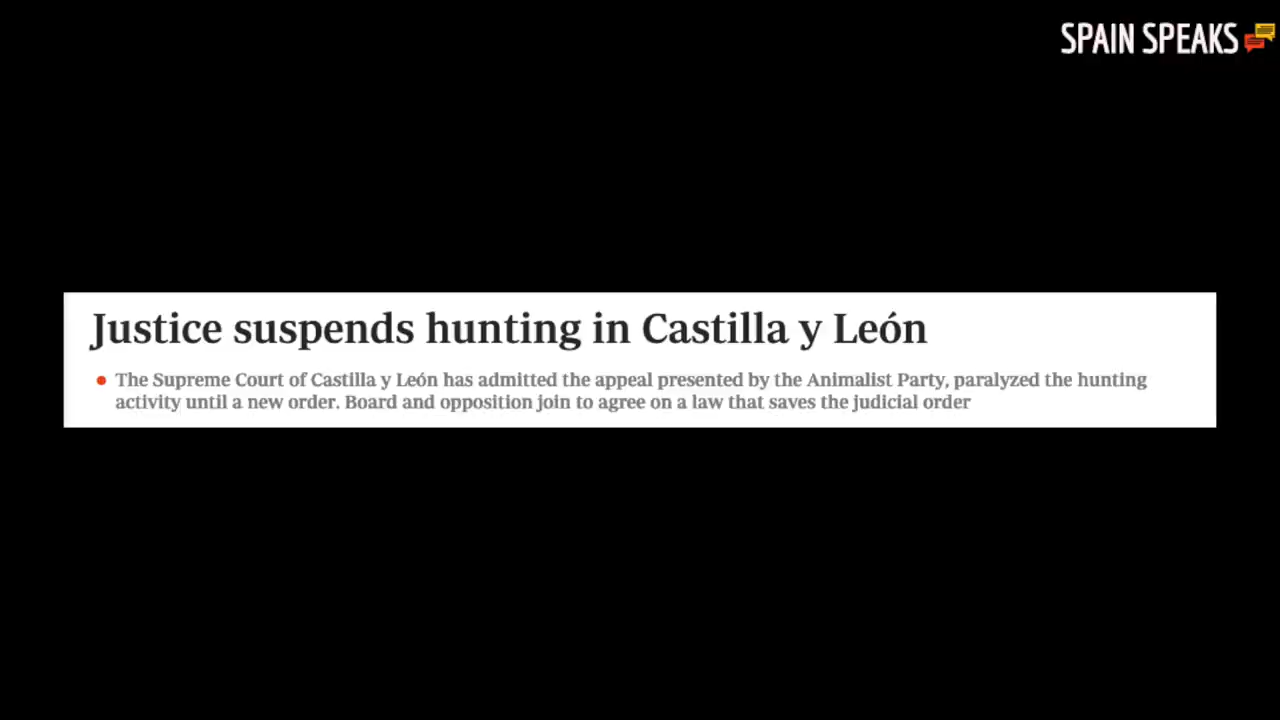 SPAIN SPEAKS
Justice suspends hunting in Castilla y León
The Supreme Court of Castilla y León has admitted the appeal presented by the Animalist Party, paralyzed the hunting
activity until a new order. Board and opposition join to agree on a law that saves the judicial order